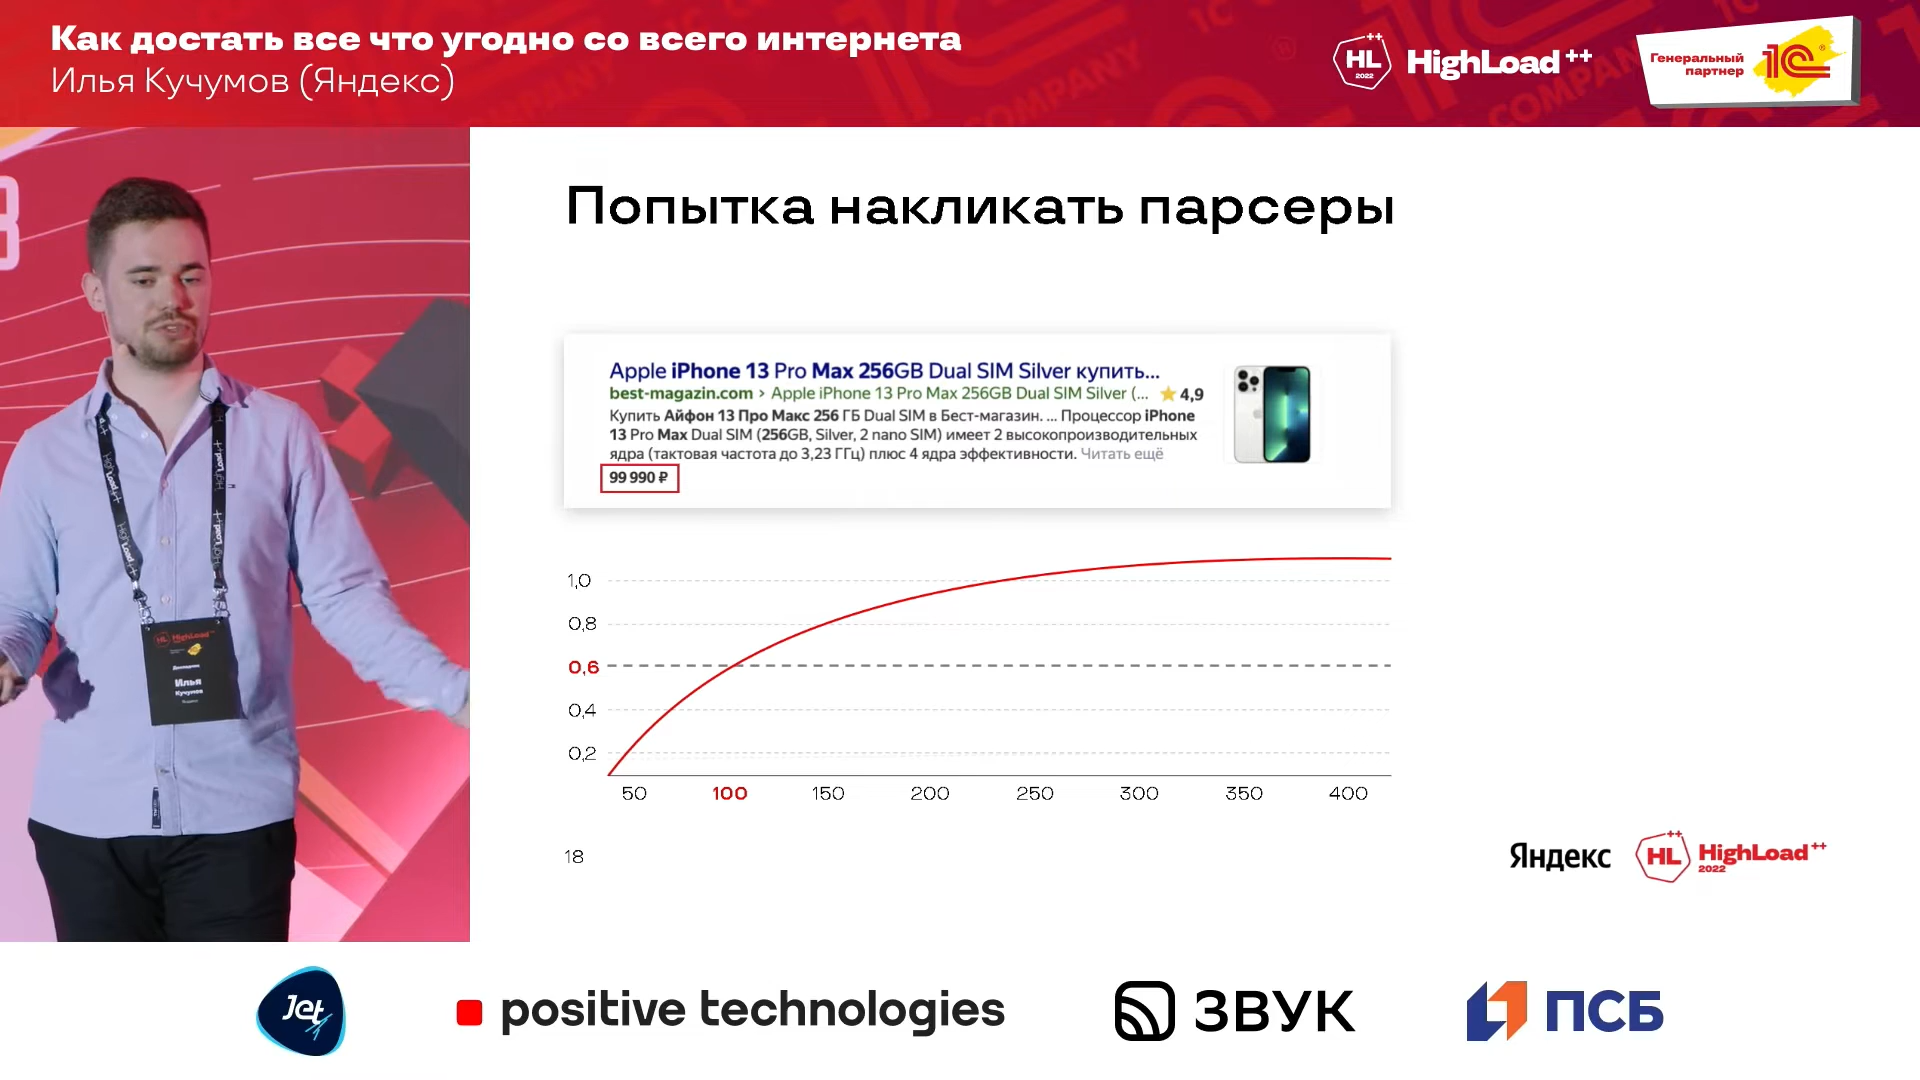 Как достать все что угодно со всего интернета
Илья Кучумов (Яндекс)
HL
2022
HighLoad++
Генеральный
партнер
1С
Попытка накликать парсеры
Apple iPhone 13 Pro Max 256GB Dual SIM Silver купить...
best-magazin.com › Apple iPhone 13 Pro Max 256GB Dual SIM Silver (...
4,9
Купить Айфон 13 Про Макс 256 ГБ Dual SIM в Бест-магазин. ... Процессор iPhone
13 Pro Max Dual SIM (256GB, Silver, 2 nano SIM) имеет 2 высокопроизводительных
ядра (тактовая частота до 3,23 ГГц) плюс 4 ядра эффективности. Читать ещё
99 990 ₽
1,0
0,8
0,6
0,4
0,2
50 100 150 200 250 300 350 400
18
Яндекс
HL++
HighLoad++
2022
HighLoad++
Илья
Кучумов
Jet
positive technologies
ЗВУК
ПСБ